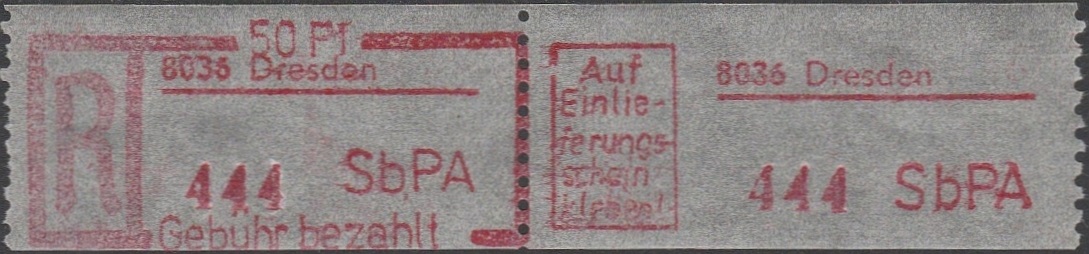 50 Pf
8036 Dresden
R
444 SbPA
Gebühr bezahlt
Auf
Einlie-
ferungs-
schein
kleben!
8036 Dresden
444 SbPA